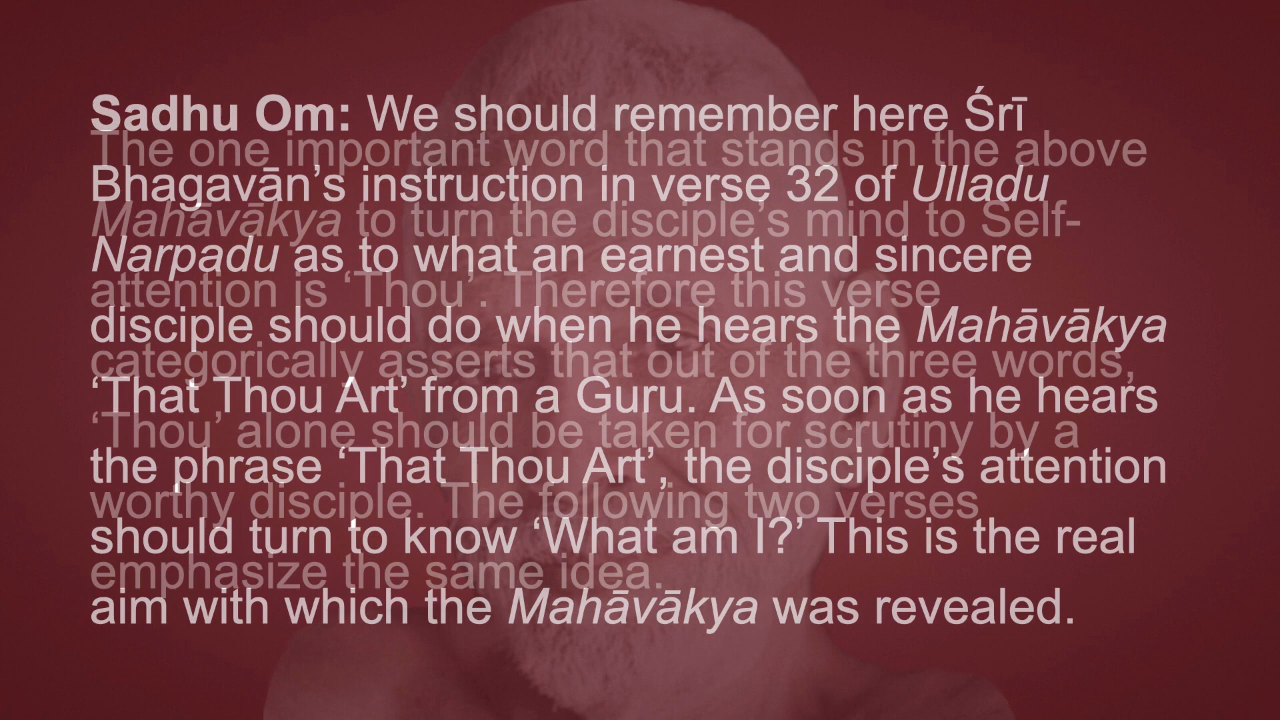 Sadhu Om: We should remember here Śrī
Bhagavān’s instruction in verse 32 of Ulladu
Narpadu as to what an earnest and sincere
disciple should do when he hears the Mahāvākya
‘That Thou Art’ from a Guru. As soon as he hears
the phrase ‘That Thou Art’, the disciple’s attention
should turn to know ‘What am I?’ This is the real
aim with which the Mahāvākya was revealed.
The one important word that stands in the above
Mahāvākya to turn the disciple’s mind to Self-
attention is ‘Thou’. Therefore this verse
categorically asserts that out of the three words,
‘Thou’ alone should be taken for scrutiny by a
worthy disciple. The following two verses
emphasize the same idea.